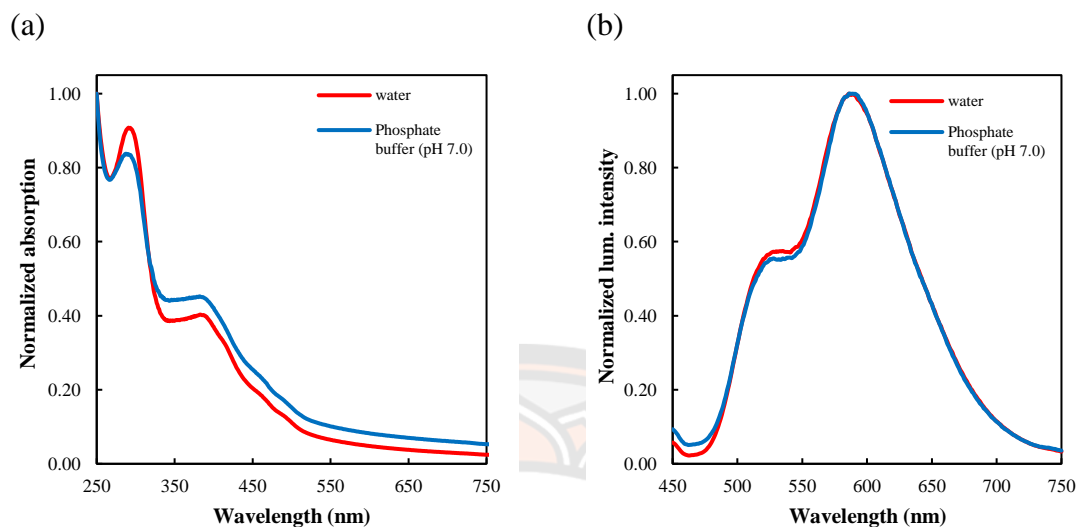 (a)
(b)
water
Phosphate
buffer (pH 7.0)
1.00
0.80
0.60
0.40
0.20
0.00
Normalized absorption
250
350
450
550
650
750
Wavelength (nm)
water
Phosphate
buffer (pH 7.0)
1.00
0.80
0.60
0.40
0.20
0.00
Normalized lum. intensity
450
500
550
600
650
700
750
Wavelength (nm)